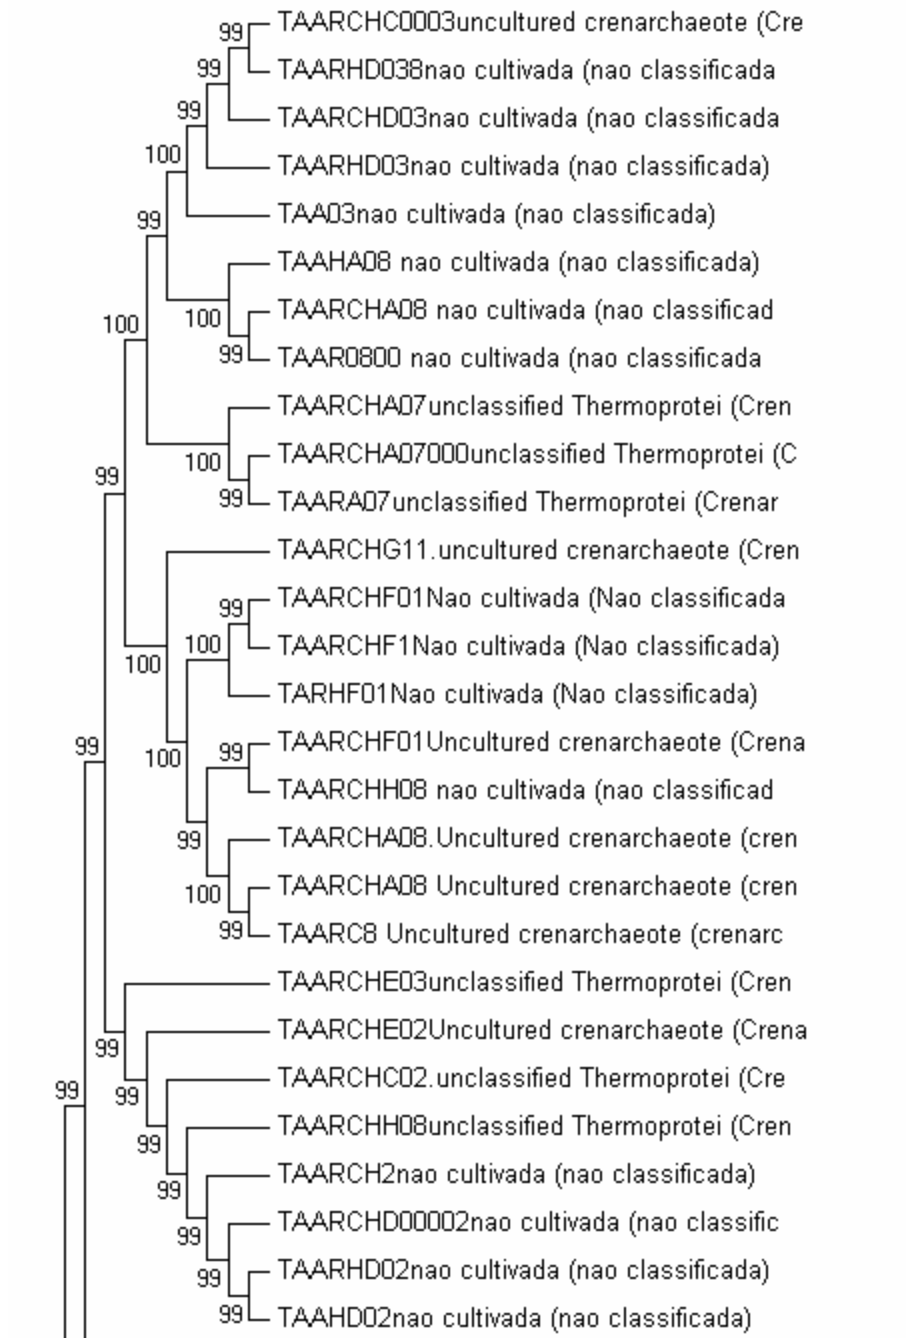 99 TAARCHC0003uncultured crenarchaeote (Cre
99 TAARHD038nao cultivada (nao classificada
99 TAARCHD03nao cultivada (nao classificada
100 TAARHD03nao cultivada (nao classificada)
99 TAA03nao cultivada (nao classificada)
TAAHA08 nao cultivada (nao classificada)
100 TAARCHA08 nao cultivada (nao classificad
100 99 TAAR0800 nao cultivada (nao classificada
TAARCHA07unclassified Thermoprotei (Cren
100 TAARCHA07000unclassified Thermoprotei (C
99 99 TAARA07unclassified Thermoprotei (Crenar
TAARCHG11.uncultured crenarchaeote (Cren
99 TAARCHF01Nao cultivada (Nao classificada
100 TAARCHF1Nao cultivada (Nao classificada)
100 TARHF01Nao cultivada (Nao classificada)
99 99 TAARCHF01Uncultured crenarchaeote (Crena
100 TAARCHH08 nao cultivada (nao classificad
99 TAARCHA08.Uncultured crenarchaeote (cren
100 TAARCHA08 Uncultured crenarchaeote (cren
99 TAARC8 Uncultured crenarchaeote (crenarc
TAARCHE03unclassified Thermoprotei (Cren
99 TAARCHE02Uncultured crenarchaeote (Crena
99 99 TAARCHC02.unclassified Thermoprotei (Cre
99 TAARCHH08unclassified Thermoprotei (Cren
99 TAARCH2nao cultivada (nao classificada)
99 TAARCHD00002nao cultivada (nao classific
99 TAARHD02nao cultivada (nao classificada)
99 TAAHD02nao cultivada (nao classificada)